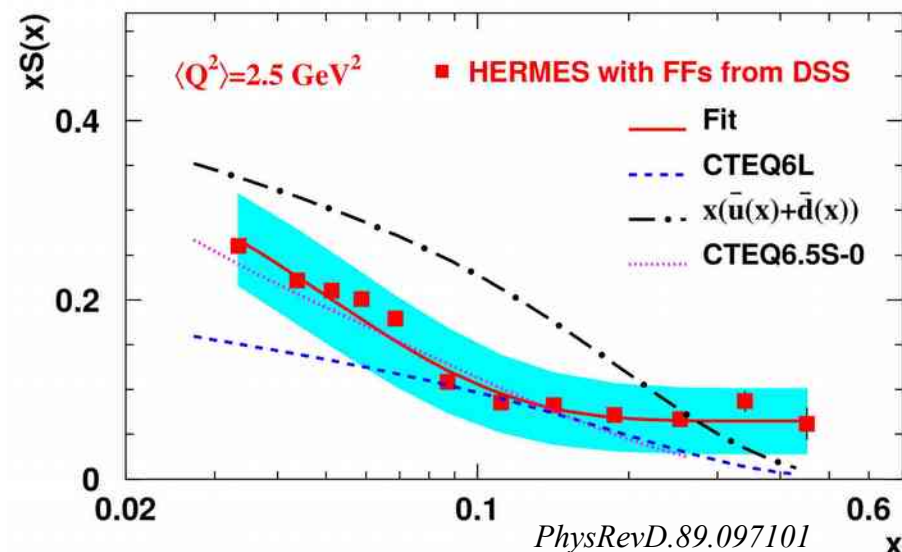 xS(x)
⟨Q²⟩=2.5 GeV²
HERMES with FFs from DSS
Fit
CTEQ6L
x(ū(x)+d̄(x))
CTEQ6.5S-0
0.4
0.2
0
0.02
0.1
0.6
PhysRevD.89.097101
x